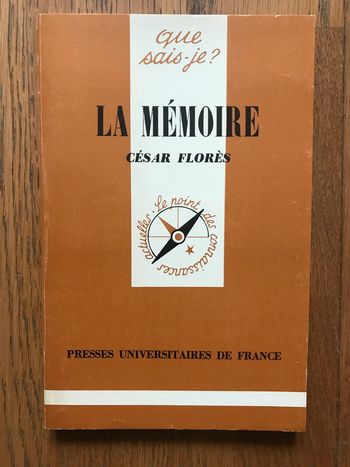 que
sais-je?
LA MÉMOIRE
CÉSAR FLORÈS
Le point des connaissances actuelles
PRESSES UNIVERSITAIRES DE FRANCE